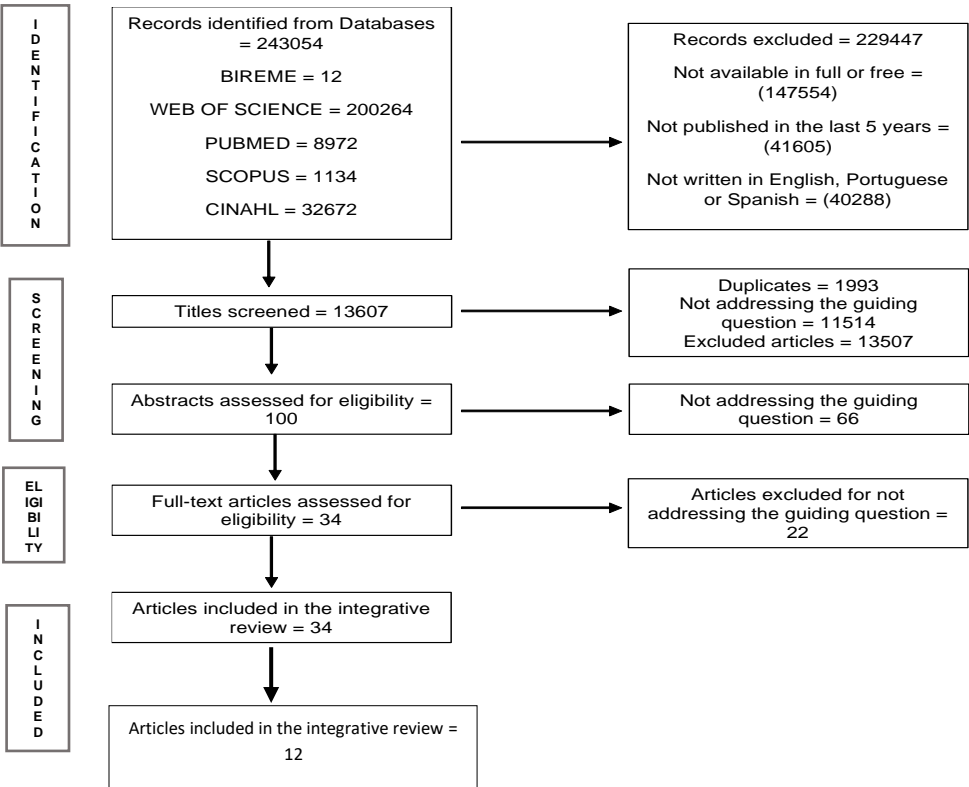 IDENTIFICATION
Records identified from Databases
= 243054
BIREME = 12
WEB OF SCIENCE = 200264
PUBMED = 8972
SCOPUS = 1134
CINAHL = 32672
Records excluded = 229447
Not available in full or free =
(147554)
Not published in the last 5 years =
(41605)
Not written in English, Portuguese
or Spanish = (40288)
SCREENING
Titles screened = 13607
Duplicates = 1993
Not addressing the guiding
question = 11514
Excluded articles = 13507
Abstracts assessed for eligibility =
100
Not addressing the guiding
question = 66
EL
IGI
BI
LI
TY
Full-text articles assessed for
eligibility = 34
Articles excluded for not
addressing the guiding question =
22
INCLUDED
Articles included in the integrative
review = 34
Articles included in the integrative review =
12